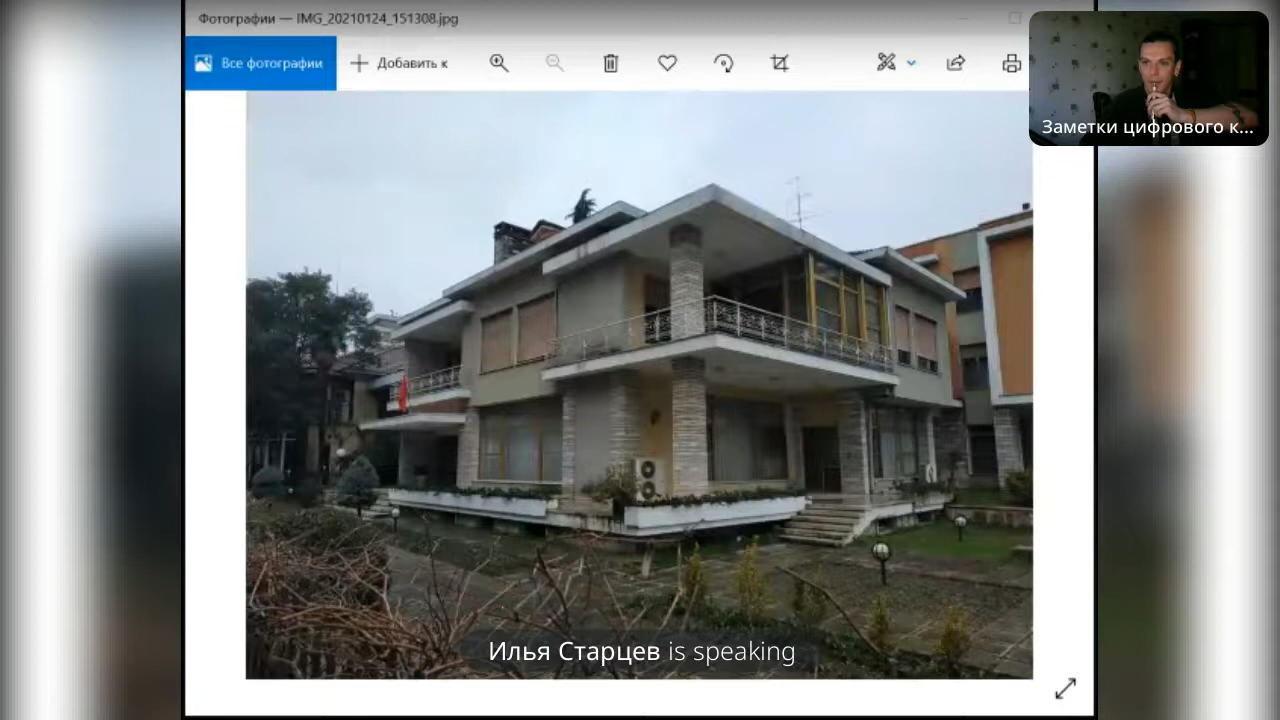 Фотографии — IMG_20210124_151308.jpg
Все фотографии
Добавить к
Заметки цифрового к...
Илья Старцев is speaking